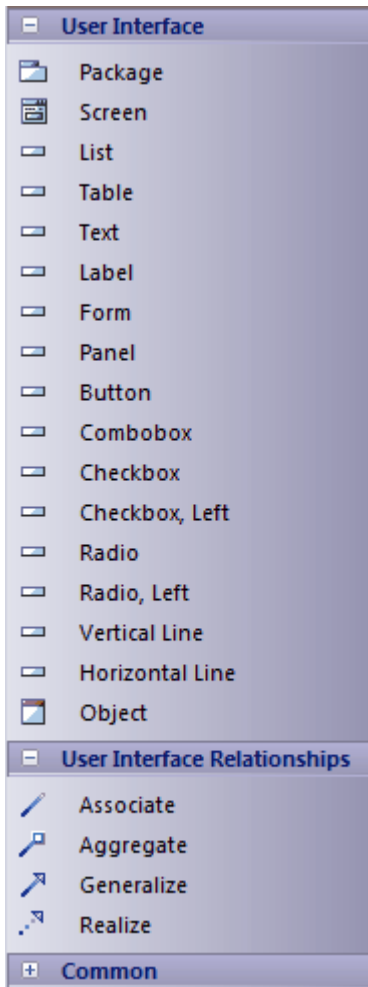 User Interface
Package
Screen
List
Table
Text
Label
Form
Panel
Button
Combobox
Checkbox
Checkbox, Left
Radio
Radio, Left
Vertical Line
Horizontal Line
Object
User Interface Relationships
Associate
Aggregate
Generalize
Realize
Common